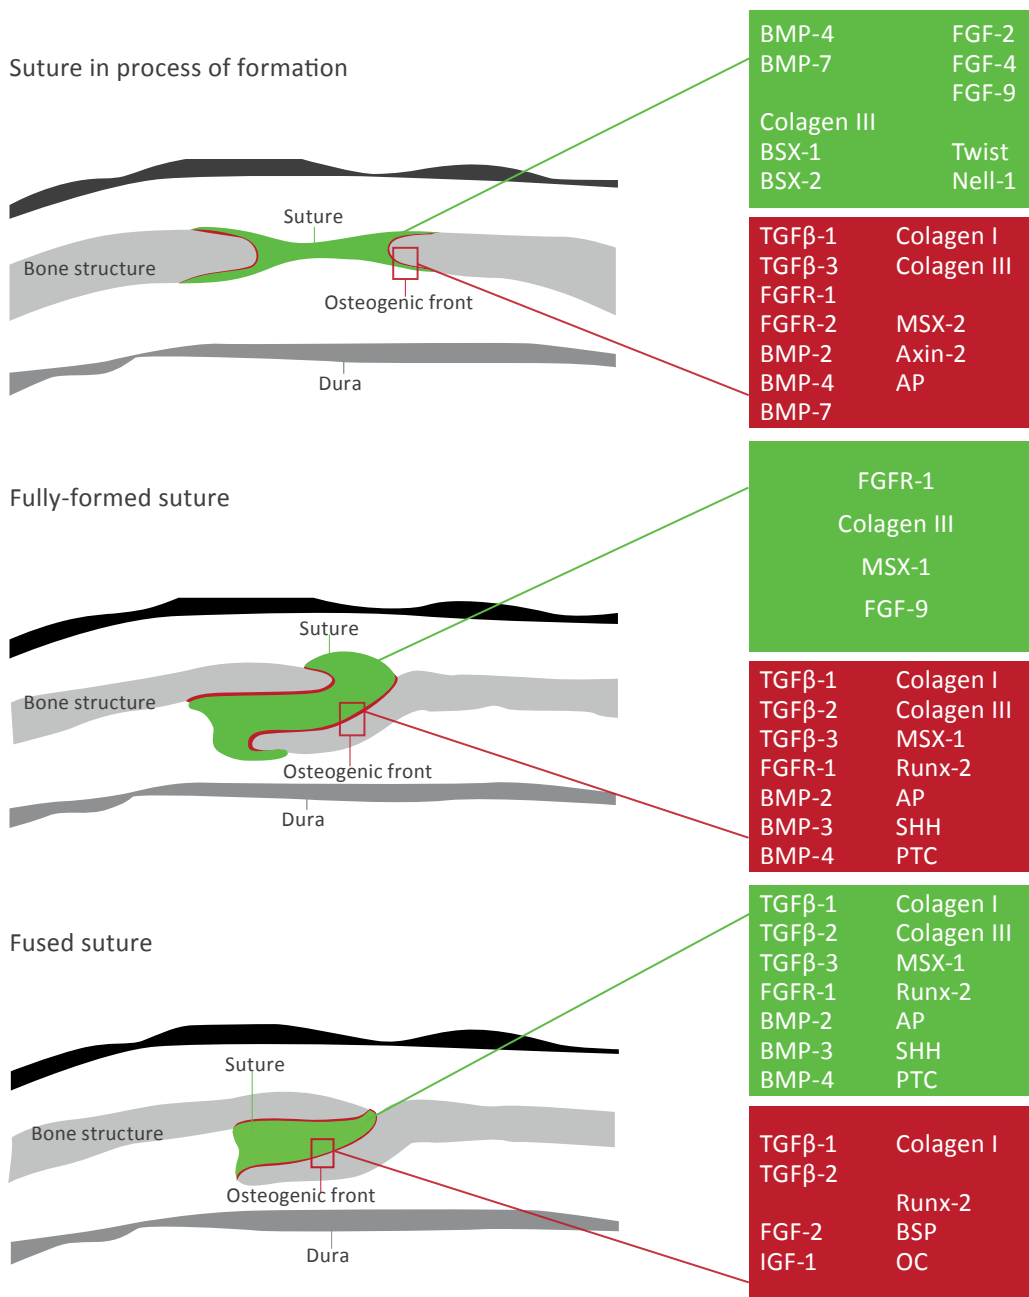 Suture in process of formation
Suture
Bone structure
Osteogenic front
Dura
BMP-4 FGF-2
BMP-7 FGF-4
FGF-9
Colagen III
BSX-1 Twist
BSX-2 Nell-1
TGFβ-1 Colagen I
TGFβ-3 Colagen III
FGFR-1
FGFR-2 MSX-2
BMP-2 Axin-2
BMP-4 AP
BMP-7
Fully-formed suture
Suture
Bone structure
Osteogenic front
Dura
FGFR-1
Colagen III
MSX-1
FGF-9
TGFβ-1 Colagen I
TGFβ-2 Colagen III
TGFβ-3 MSX-1
FGFR-1 Runx-2
BMP-2 AP
BMP-3 SHH
BMP-4 PTC
Fused suture
Suture
Bone structure
Osteogenic front
Dura
TGFβ-1 Colagen I
TGFβ-2 Colagen III
TGFβ-3 MSX-1
FGFR-1 Runx-2
BMP-2 AP
BMP-3 SHH
BMP-4 PTC
TGFβ-1 Colagen I
TGFβ-2
Runx-2
FGF-2 BSP
IGF-1 OC